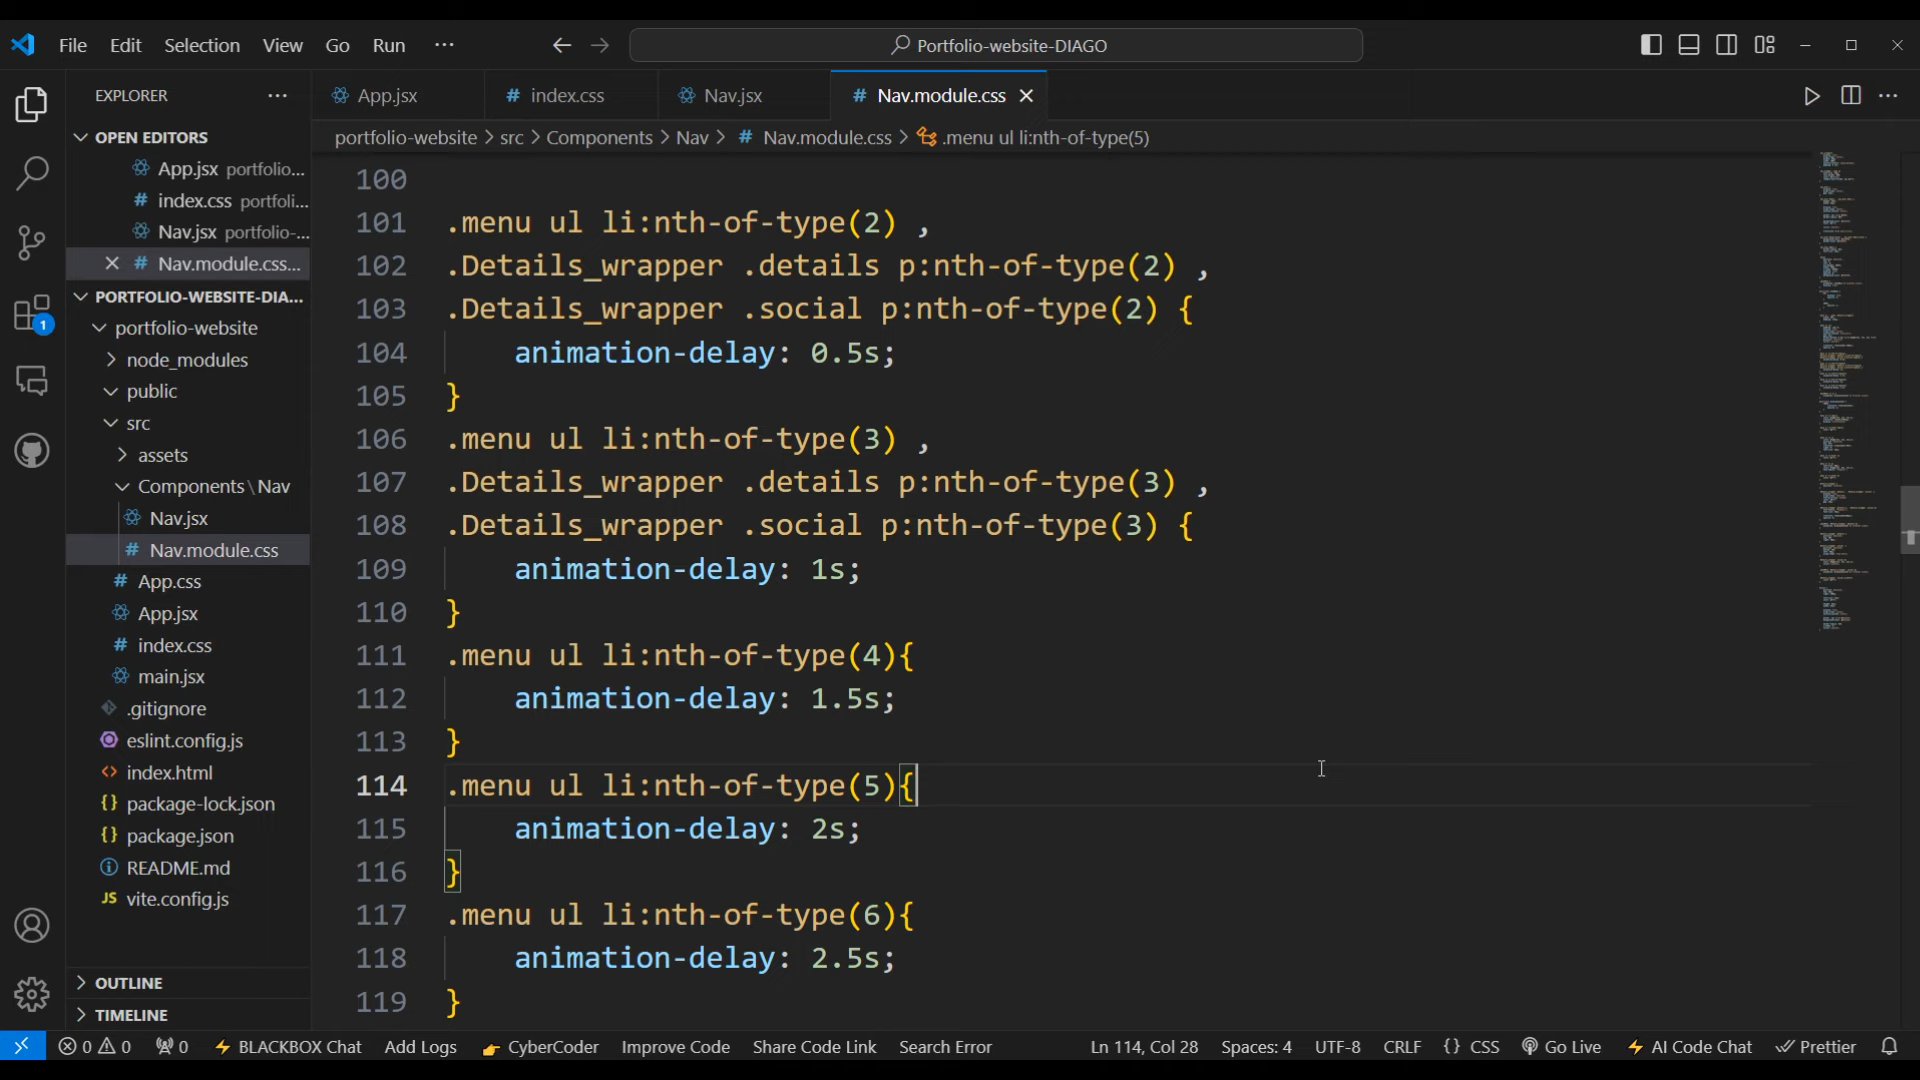 File Edit Selection View Go Run ··· Portfolio-website-DIAGO
EXPLORER ···
App.jsx index.css Nav.jsx # Nav.module.css
OPEN EDITORS
portfolio-website > src > Components > Nav > # Nav.module.css > .menu ul li:nth-of-type(5)
App.jsx portfolio...
# index.css portfoli...
Nav.jsx portfolio-...
# Nav.module.css...
PORTFOLIO-WEBSITE-DIA...
portfolio-website
node_modules
public
src
assets
Components\Nav
Nav.jsx
# Nav.module.css
# App.css
App.jsx
# index.css
main.jsx
.gitignore
eslint.config.js
index.html
{} package-lock.json
{} package.json
README.md
JS vite.config.js
OUTLINE
TIMELINE
1
100
101 .menu ul li:nth-of-type(2) ,
102 .Details_wrapper .details p:nth-of-type(2) ,
103 .Details_wrapper .social p:nth-of-type(2) {
104 animation-delay: 0.5s;
105 }
106 .menu ul li:nth-of-type(3) ,
107 .Details_wrapper .details p:nth-of-type(3) ,
108 .Details_wrapper .social p:nth-of-type(3) {
109 animation-delay: 1s;
110 }
111 .menu ul li:nth-of-type(4){
112 animation-delay: 1.5s;
113 }
114 .menu ul li:nth-of-type(5){
115 animation-delay: 2s;
116 }
117 .menu ul li:nth-of-type(6){
118 animation-delay: 2.5s;
119 }
0 0 0 BLACKBOX Chat Add Logs CyberCoder Improve Code Share Code Link Search Error Ln 114, Col 28 Spaces: 4 UTF-8 CRLF {} CSS Go Live AI Code Chat Prettier